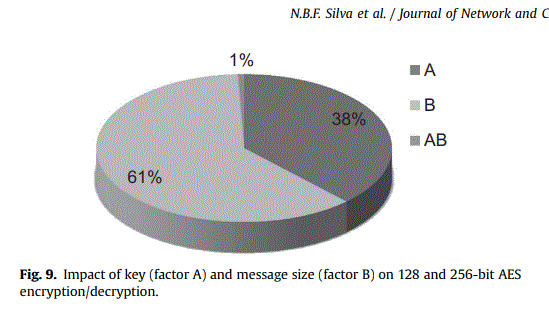 N.B.F. Silva et al. / Journal of Network and C
1%
A
B
38%
AB
61%
Fig. 9. Impact of key (factor A) and message size (factor B) on 128 and 256-bit AES
encryption/decryption.